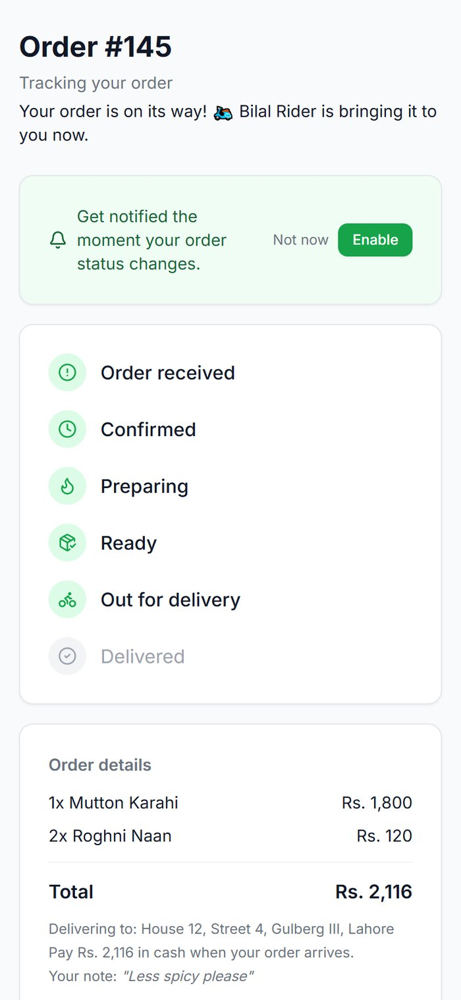 Order #145
Tracking your order
Your order is on its way! 🛵 Bilal Rider is bringing it to
you now.
Get notified the
moment your order
status changes.
Not now
Enable
Order received
Confirmed
Preparing
Ready
Out for delivery
Delivered
Order details
1x Mutton Karahi Rs. 1,800
2x Roghni Naan Rs. 120
Total Rs. 2,116
Delivering to: House 12, Street 4, Gulberg III, Lahore
Pay Rs. 2,116 in cash when your order arrives.
Your note: "Less spicy please"